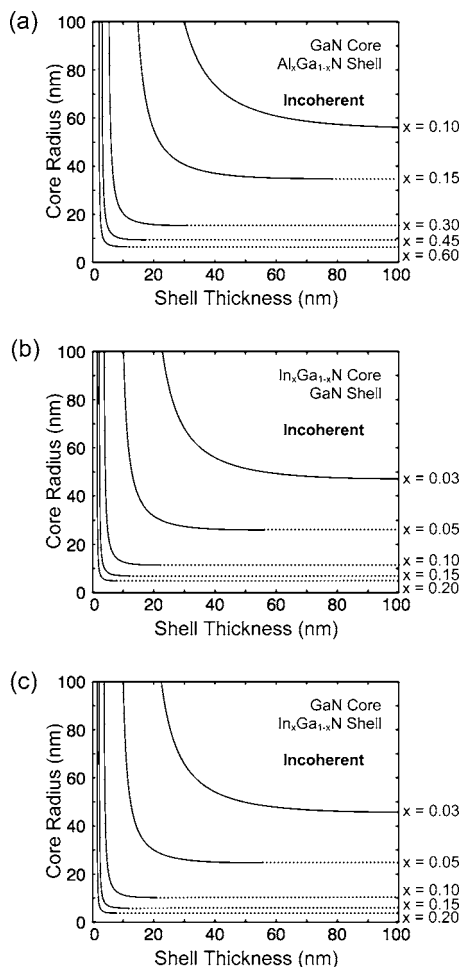 (a)
GaN Core
AlxGa1-xN Shell
Incoherent
Core Radius (nm)
100
80
60
40
20
0
x = 0.10
x = 0.15
x = 0.30
x = 0.45
x = 0.60
0 20 40 60 80 100
Shell Thickness (nm)
(b)
InxGa1-xN Core
GaN Shell
Incoherent
Core Radius (nm)
100
80
60
40
20
0
x = 0.03
x = 0.05
x = 0.10
x = 0.15
x = 0.20
0 20 40 60 80 100
Shell Thickness (nm)
(c)
GaN Core
InxGa1-xN Shell
Incoherent
Core Radius (nm)
100
80
60
40
20
0
x = 0.03
x = 0.05
x = 0.10
x = 0.15
x = 0.20
0 20 40 60 80 100
Shell Thickness (nm)